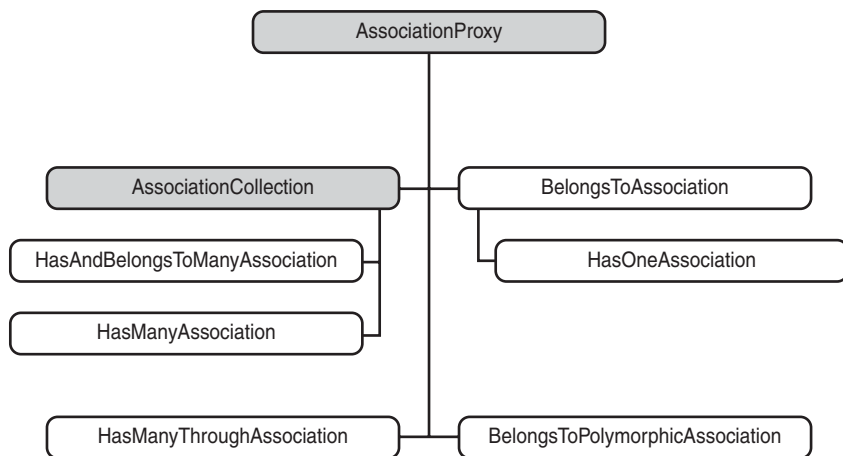 AssociationProxy
AssociationCollection
BelongsToAssociation
HasAndBelongsToManyAssociation
HasOneAssociation
HasManyAssociation
HasManyThroughAssociation
BelongsToPolymorphicAssociation